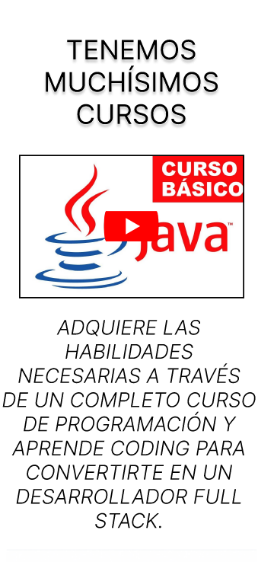 TENEMOS
MUCHÍSIMOS
CURSOS
CURSO
BÁSICO
Java™
ADQUIERE LAS
HABILIDADES
NECESARIAS A TRAVÉS
DE UN COMPLETO CURSO
DE PROGRAMACIÓN Y
APRENDE CODING PARA
CONVERTIRTE EN UN
DESARROLLADOR FULL
STACK.